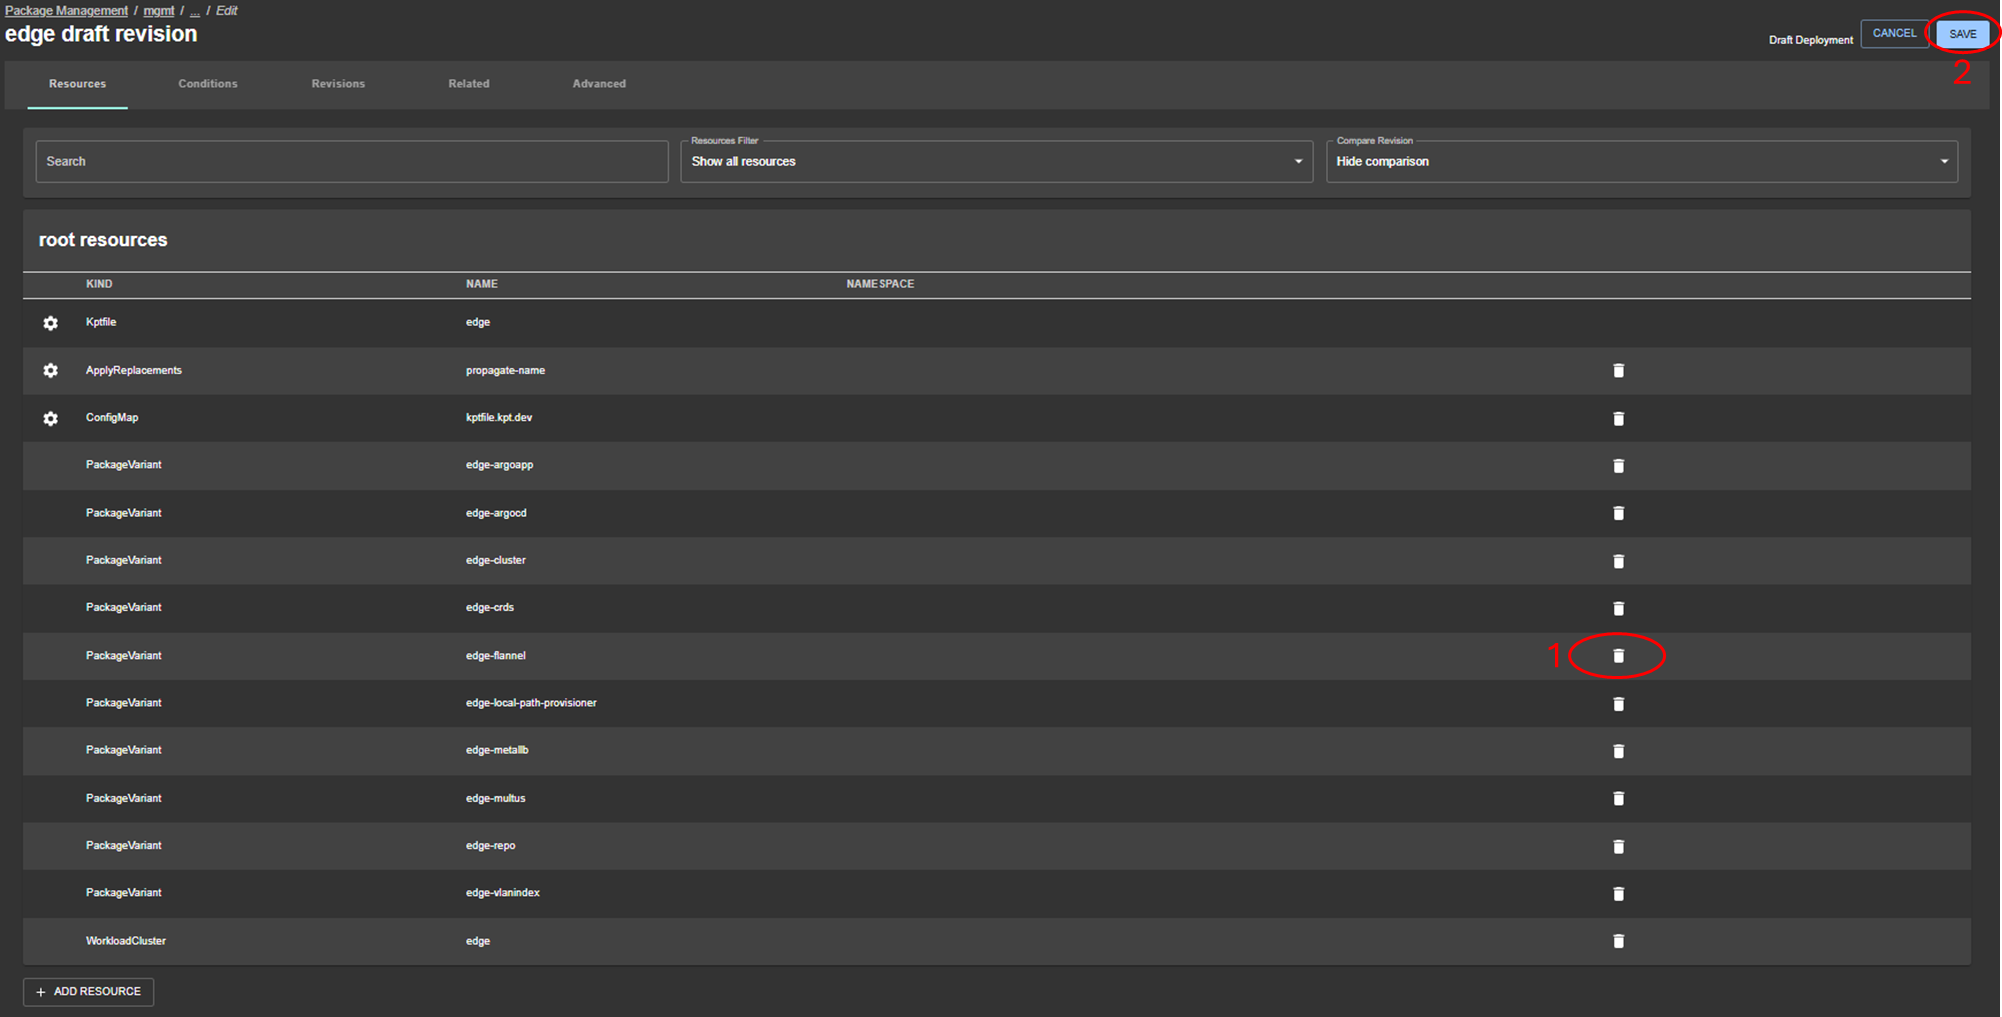 Package Management / mgmt / ... / Edit
edge draft revision
Draft Deployment CANCEL SAVE
2
Resources Conditions Revisions Related Advanced
Search
Resources Filter
Show all resources
Compare Revision
Hide comparison
root resources
KIND NAME NAMESPACE
Kptfile edge
ApplyReplacements propagate-name
ConfigMap kptfile.kpt.dev
PackageVariant edge-argoapp
PackageVariant edge-argocd
PackageVariant edge-cluster
PackageVariant edge-crds
PackageVariant edge-flannel 1
PackageVariant edge-local-path-provisioner
PackageVariant edge-metallb
PackageVariant edge-multus
PackageVariant edge-repo
PackageVariant edge-vlanindex
WorkloadCluster edge
+ ADD RESOURCE